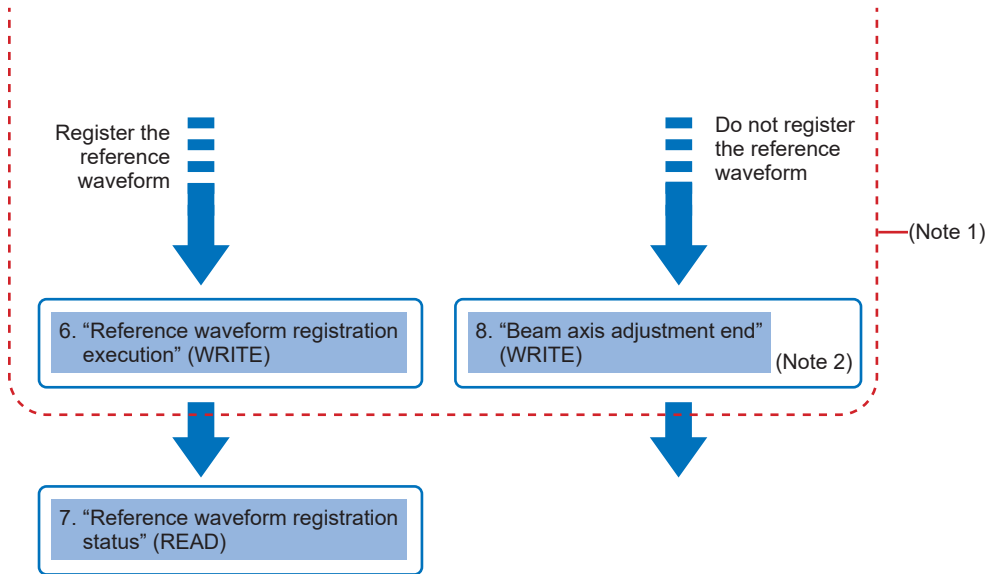 Register the
reference
waveform
Do not register
the reference
waveform
(Note 1)
6. “Reference waveform registration
execution” (WRITE)
8. “Beam axis adjustment end”
(WRITE)
(Note 2)
7. “Reference waveform registration
status” (READ)